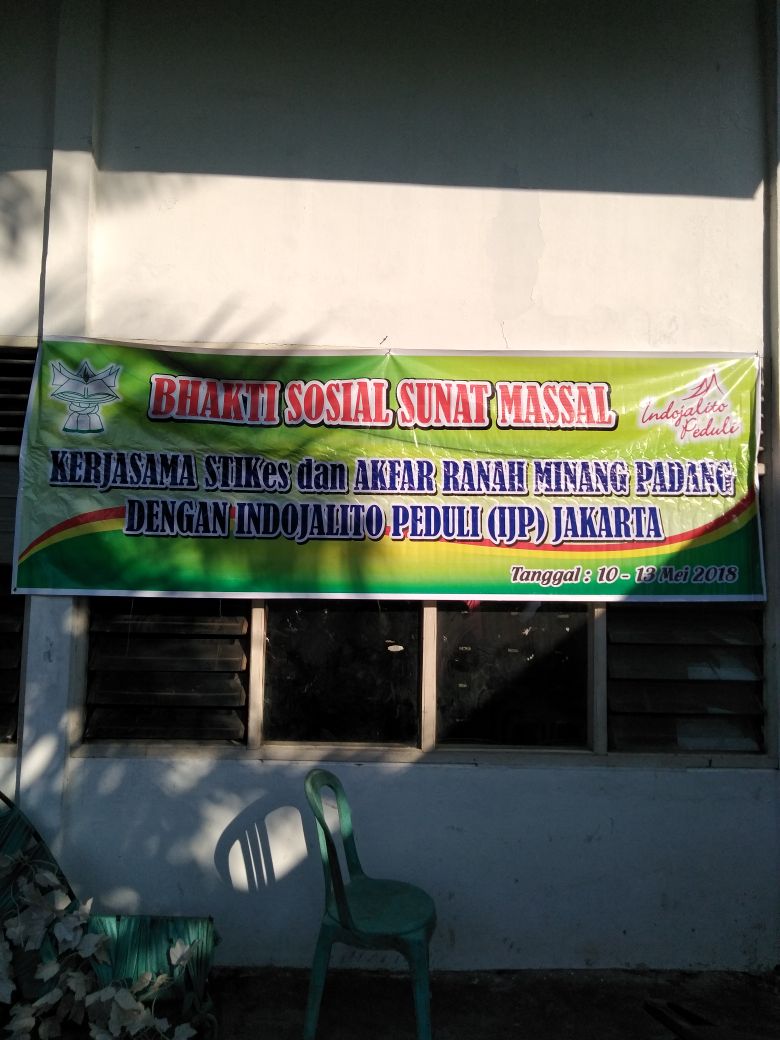 BHAKTI SOSIAL SUNAT MASSAL
Indojalito
Peduli
KERJASAMA STIKes dan AKFAR RANAH MINANG PADANG
DENGAN INDOJALITO PEDULI (IJP) JAKARTA
Tanggal : 10 - 13 Mei 2018